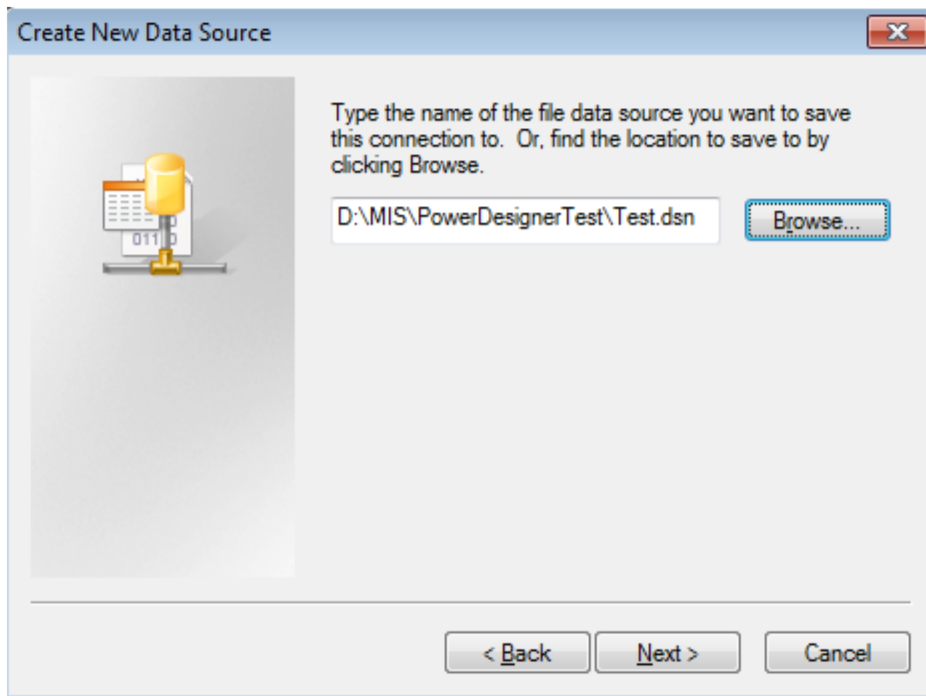 Create New Data Source
Type the name of the file data source you want to save
this connection to.  Or, find the location to save to by
clicking Browse.
D:\MIS\PowerDesignerTest\Test.dsn
Browse...
< Back
Next >
Cancel